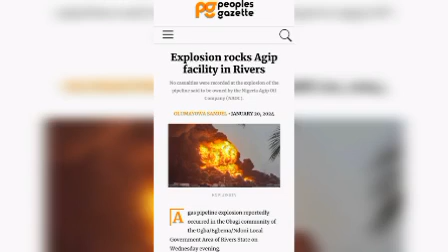 peoples
gazette
Explosion rocks Agip
facility in Rivers
No casualties were recorded at the explosion of
the pipeline said to be owned by the Nigeria Agip Oil
Company
• JANUARY 20, 2024
A gas pipeline explosion reportedly
occurred in the Obagi community of
the Ogba/Egbema/Ndoni Local
Government Area of Rivers State on
Wednesday evening.